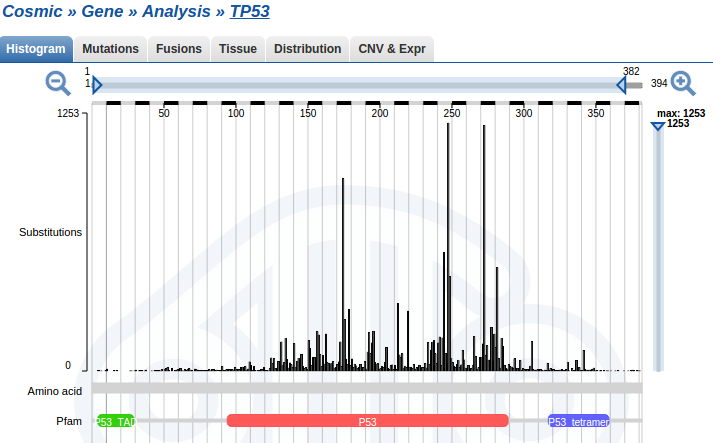 Cosmic » Gene » Analysis » TP53
Histogram Mutations Fusions Tissue Distribution CNV & Expr
1 382
1 394
max: 1253
1253 50 100 150 200 250 300 350 1253
Substitutions
0
Amino acid
Pfam P53_TAD P53 P53_tetramer